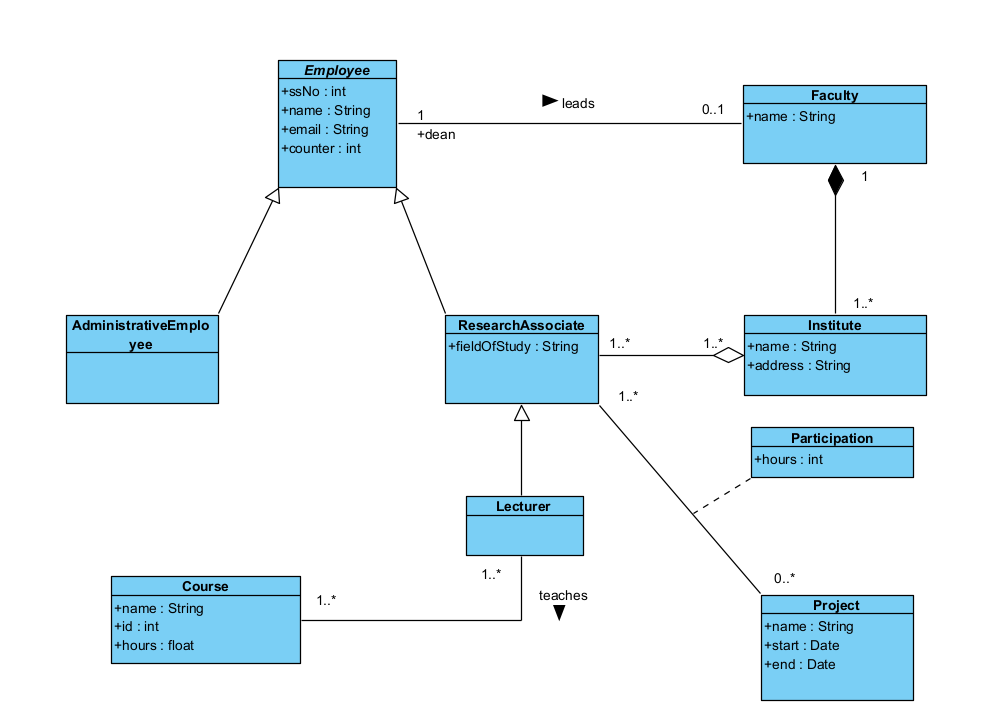 Employee
+ssNo : int
+name : String
+email : String
+counter : int
1
+dean
leads
0..1
Faculty
+name : String
1
1..*
AdministrativeEmplo
yee
ResearchAssociate
+fieldOfStudy : String
1..*
1..*
Institute
+name : String
+address : String
1..*
Participation
+hours : int
Lecturer
1..*
teaches
0..*
Course
+name : String
+id : int
+hours : float
1..*
Project
+name : String
+start : Date
+end : Date